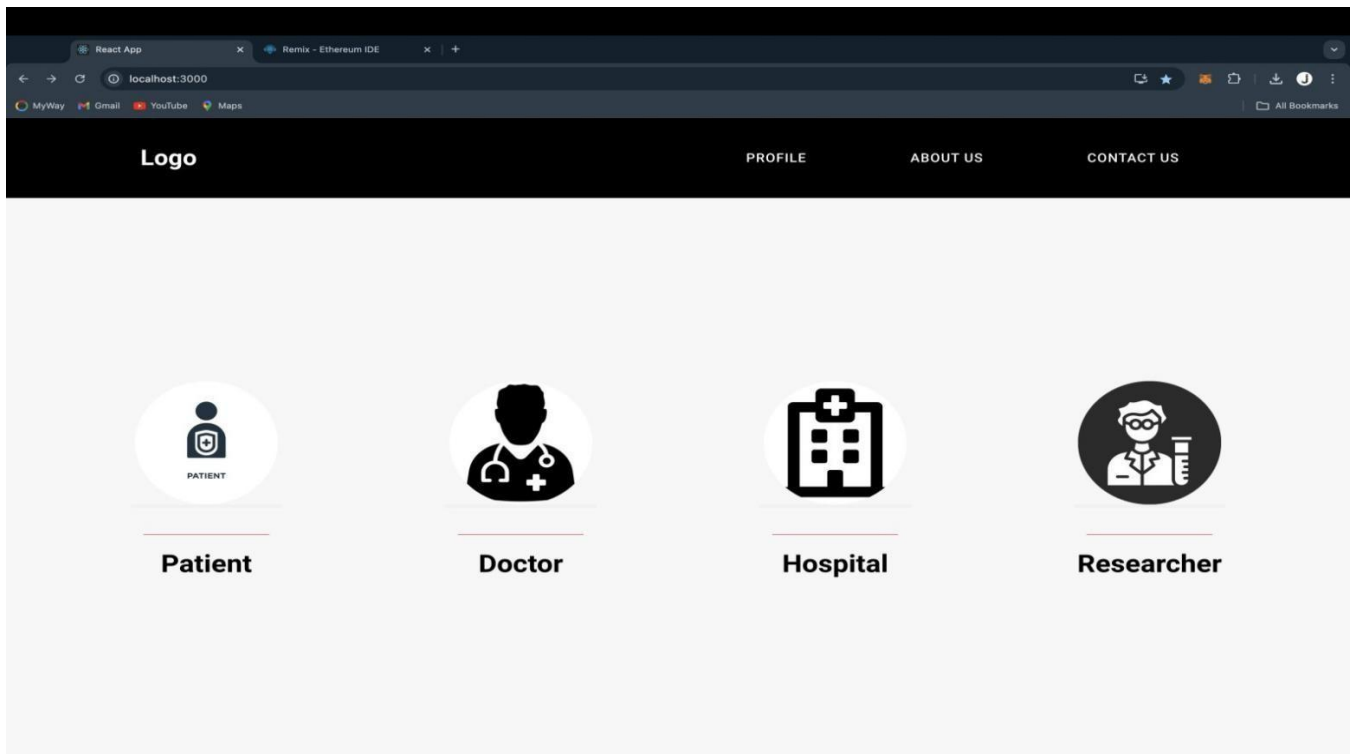 React App
Remix - Ethereum IDE
localhost:3000
J
MyWay Gmail YouTube Maps
All Bookmarks
Logo PROFILE ABOUT US CONTACT US
PATIENT
Patient Doctor Hospital Researcher